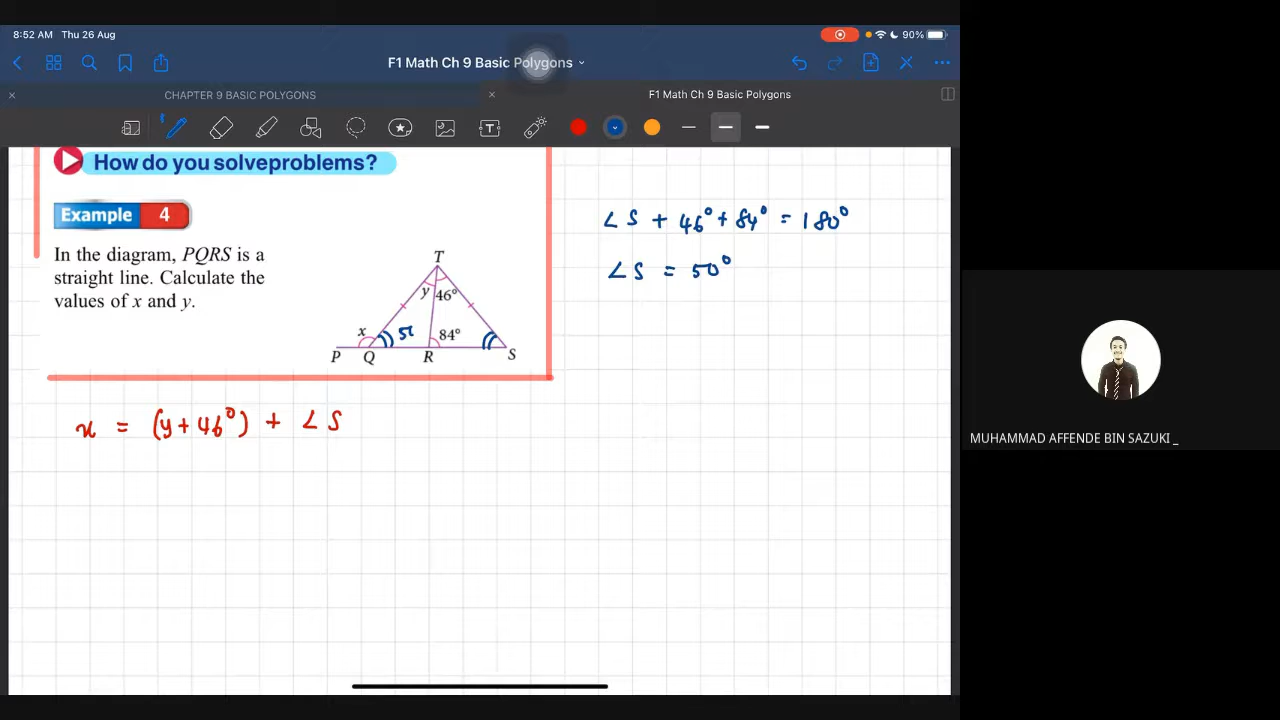 8:52 AM Thu 26 Aug
90%
F1 Math Ch 9 Basic Polygons
CHAPTER 9 BASIC POLYGONS
F1 Math Ch 9 Basic Polygons
How do you solveproblems?
Example 4
In the diagram, PQRS is a
straight line. Calculate the
values of x and y.
T
y 46°
x 50 84°
P Q R S
∠S + 46° + 84° = 180°
∠S = 50°
x = (y + 46°) + ∠S
MUHAMMAD AFFENDE BIN SAZUKI _